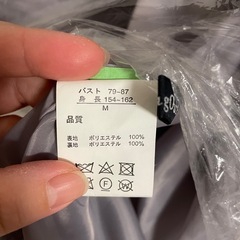 バスト 79-87
身 長 154-162
M
品質
表地 ポリエステル 100%
裏地 ポリエステル 100%